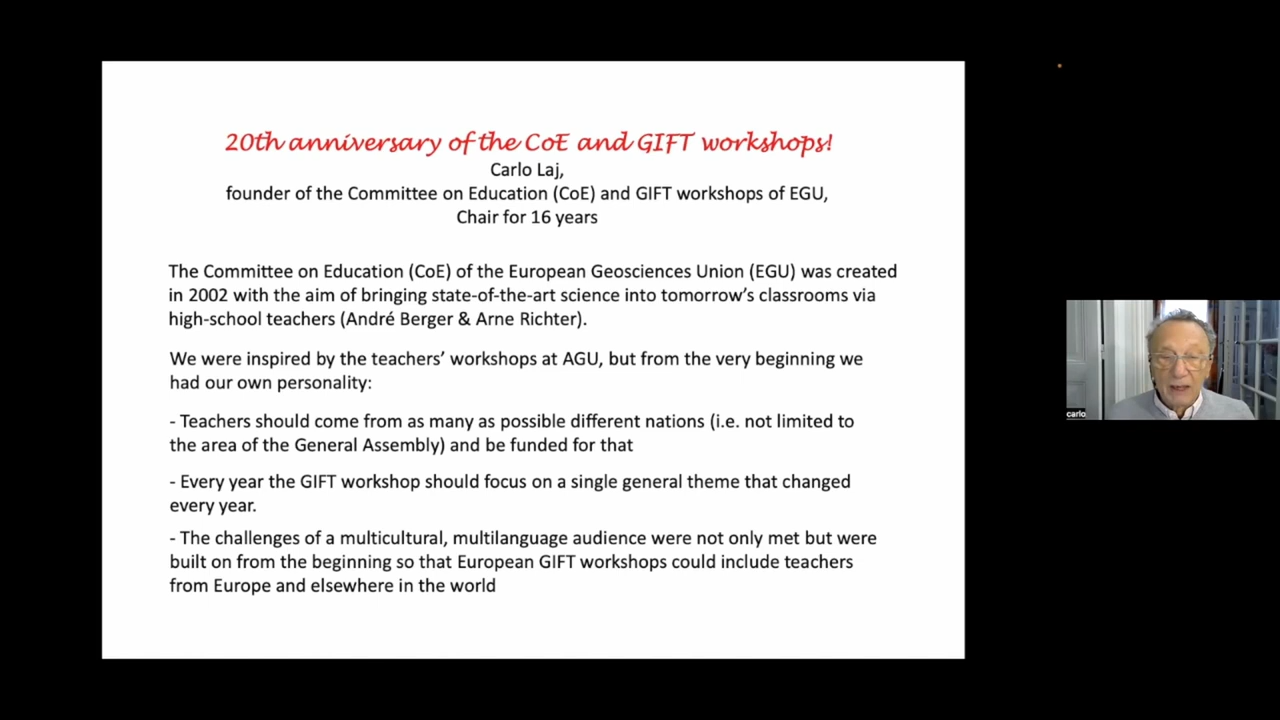 20th anniversary of the CoE and GIFT workshops!
Carlo Laj,
founder of the Committee on Education (CoE) and GIFT workshops of EGU,
Chair for 16 years
The Committee on Education (CoE) of the European Geosciences Union (EGU) was created
in 2002 with the aim of bringing state-of-the-art science into tomorrow’s classrooms via
high-school teachers (André Berger & Arne Richter).
We were inspired by the teachers’ workshops at AGU, but from the very beginning we
had our own personality:
- Teachers should come from as many as possible different nations (i.e. not limited to
the area of the General Assembly) and be funded for that
- Every year the GIFT workshop should focus on a single general theme that changed
every year.
- The challenges of a multicultural, multilanguage audience were not only met but were
built on from the beginning so that European GIFT workshops could include teachers
from Europe and elsewhere in the world
carlo